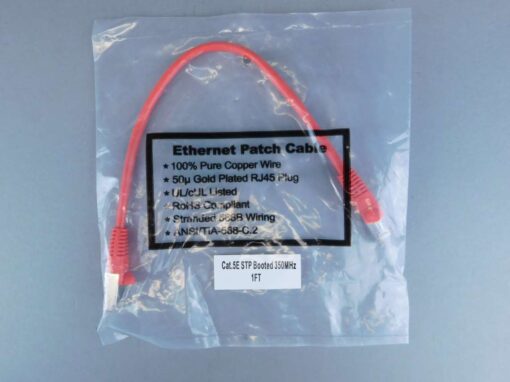 Ethernet Patch Cable
★ 100% Pure Copper Wire
★ 50µ Gold Plated RJ45 Plug
★ UL/cUL Listed
★ RoHS Compliant
★ Stranded 568B Wiring
★ ANSI/TIA-568-C.2
Cat.5E STP Booted 350MHz
1FT